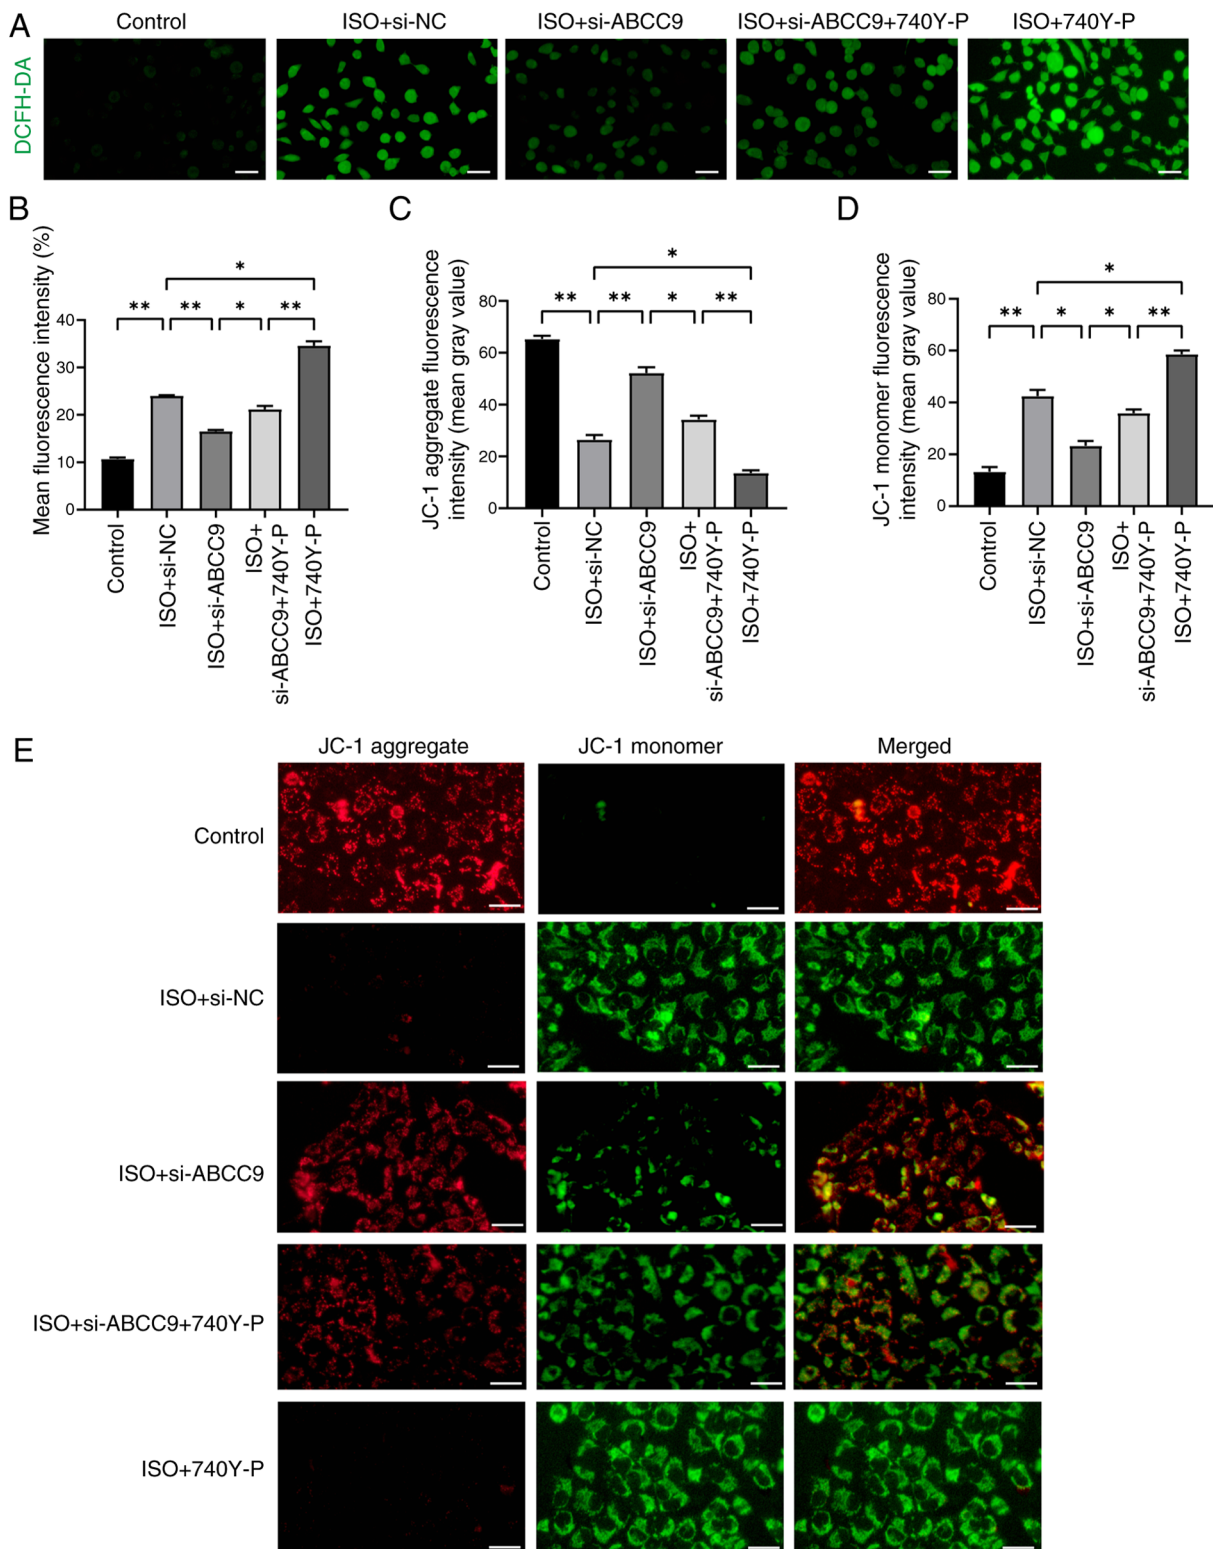 A
Control
ISO+si-NC
ISO+si-ABCC9
ISO+si-ABCC9+740Y-P
ISO+740Y-P
DCFH-DA
B
Mean fluorescence intensity (%)
40
30
20
10
0
*
**
**
*
**
Control
ISO+si-NC
ISO+si-ABCC9
ISO+
si-ABCC9+740Y-P
ISO+740Y-P
C
JC-1 aggregate fluorescence
intensity (mean gray value)
80
60
40
20
0
*
**
**
*
**
Control
ISO+si-NC
ISO+si-ABCC9
ISO+
si-ABCC9+740Y-P
ISO+740Y-P
D
JC-1 monomer fluorescence
intensity (mean gray value)
80
60
40
20
0
*
**
*
*
**
Control
ISO+si-NC
ISO+si-ABCC9
ISO+
si-ABCC9+740Y-P
ISO+740Y-P
E
JC-1 aggregate
JC-1 monomer
Merged
Control
ISO+si-NC
ISO+si-ABCC9
ISO+si-ABCC9+740Y-P
ISO+740Y-P